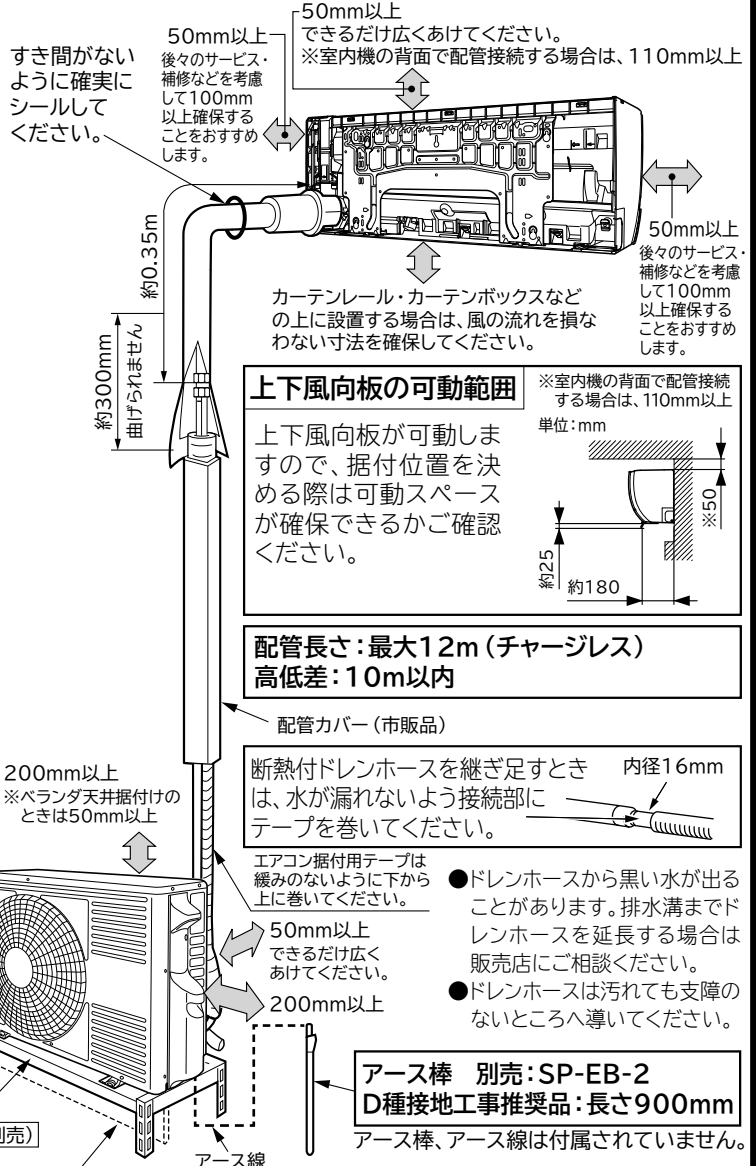 50mm以上
できるだけ広くあけてください。
※室内機の背面で配管接続する場合は、110mm以上
50mm以上
後々のサービス・
補修などを考慮
して100mm
以上確保する
ことをおすすめ
します。
すき間がない
ように確実に
シールして
ください。
50mm以上
後々のサービス・
補修などを考慮
して100mm
以上確保する
ことをおすすめ
します。
約0.35m
約300mm
曲げられません
カーテンレール・カーテンボックスなど
の上に設置する場合は、風の流れを損な
わない寸法を確保してください。
上下風向板の可動範囲
上下風向板が可動しま
すので、据付位置を決
める際は可動スペース
が確保できるかご確認
ください。
※室内機の背面で配管接続
する場合は、110mm以上
単位:mm
※50
約25
約180
配管長さ:最大12m(チャージレス)
高低差:10m以内
配管カバー(市販品)
断熱付ドレンホースを継ぎ足すとき
は、水が漏れないよう接続部に
テープを巻いてください。
内径16mm
200mm以上
※ベランダ天井据付けの
ときは50mm以上
エアコン据付用テープは
緩みのないように下から
上に巻いてください。
50mm以上
できるだけ広く
あけてください。
200mm以上
●ドレンホースから黒い水が出る
ことがあります。排水溝までド
レンホースを延長する場合は
販売店にご相談ください。
●ドレンホースは汚れても支障の
ないところへ導いてください。
アース棒 別売:SP-EB-2
D種接地工事推奨品:長さ900mm
アース棒、アース線は付属されていません。
アース線